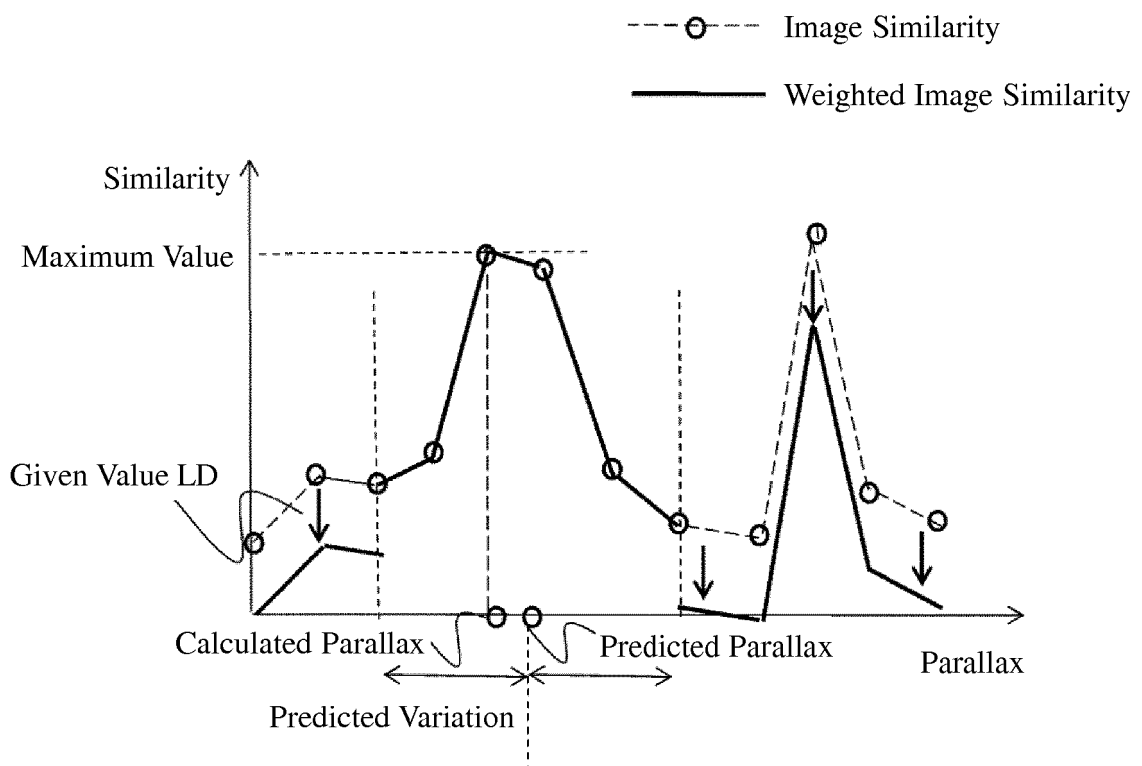 Image Similarity
Weighted Image Similarity
Similarity
Maximum Value
Given Value LD
Calculated Parallax
Predicted Parallax
Parallax
Predicted Variation